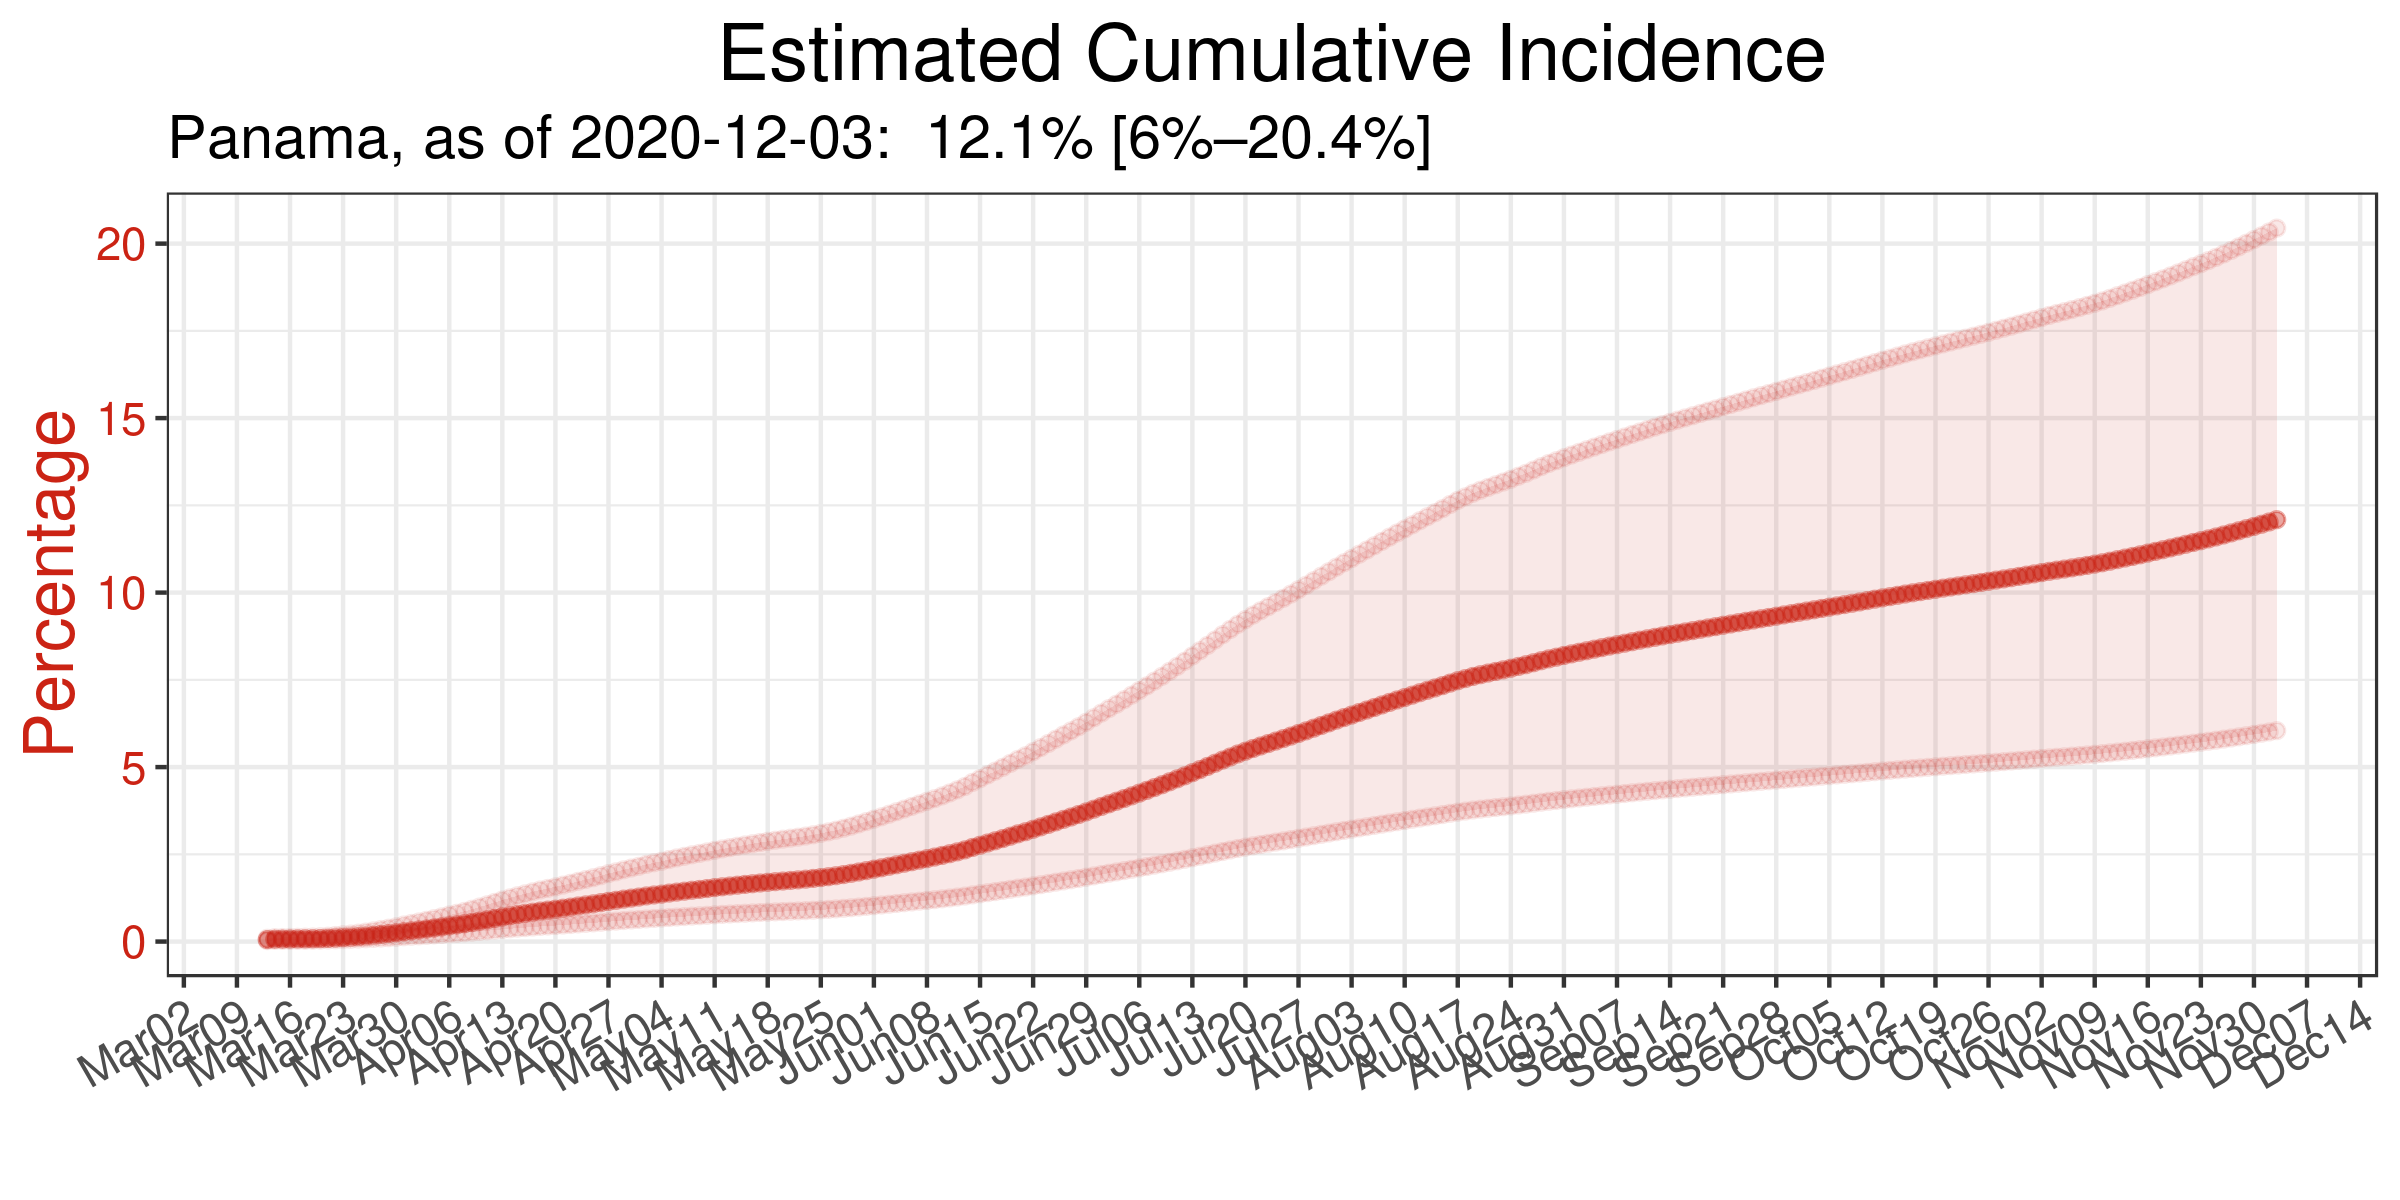 Estimated Cumulative Incidence
Panama, as of 2020-12-03:  12.1% [6%–20.4%]
Percentage
20
15
10
5
0
Mar02
Mar09
Mar16
Mar23
Mar30
Apr06
Apr13
Apr20
Apr27
May04
May11
May18
May25
Jun01
Jun08
Jun15
Jun22
Jun29
Jul06
Jul13
Jul20
Jul27
Aug03
Aug10
Aug17
Aug24
Aug31
Sep07
Sep14
Sep21
Sep28
Oct05
Oct12
Oct19
Oct26
Nov02
Nov09
Nov16
Nov23
Nov30
Dec07
Dec14